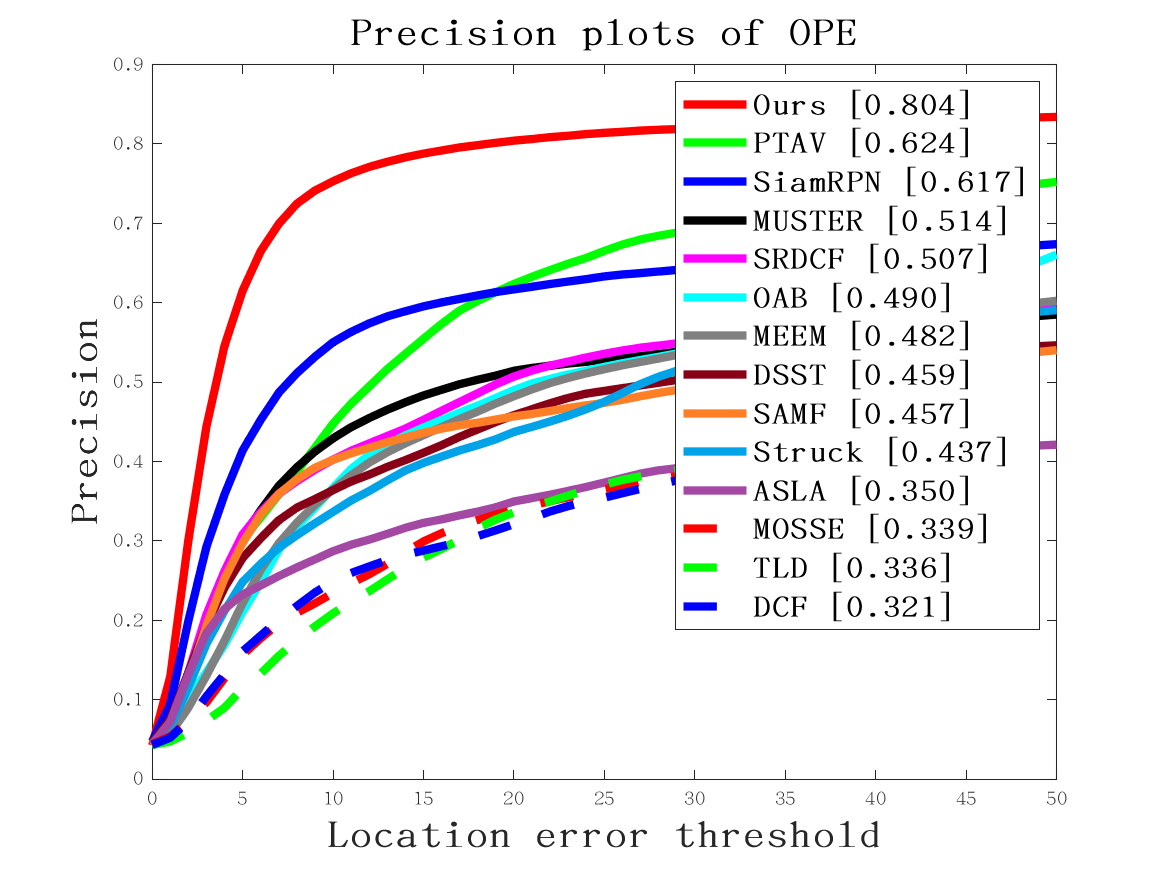 Precision plots of OPE
Precision
0.9
0.8
0.7
0.6
0.5
0.4
0.3
0.2
0.1
0
Ours [0.804]
PTAV [0.624]
SiamRPN [0.617]
MUSTER [0.514]
SRDCF [0.507]
OAB [0.490]
MEEM [0.482]
DSST [0.459]
SAMF [0.457]
Struck [0.437]
ASLA [0.350]
MOSSE [0.339]
TLD [0.336]
DCF [0.321]
0 5 10 15 20 25 30 35 40 45 50
Location error threshold